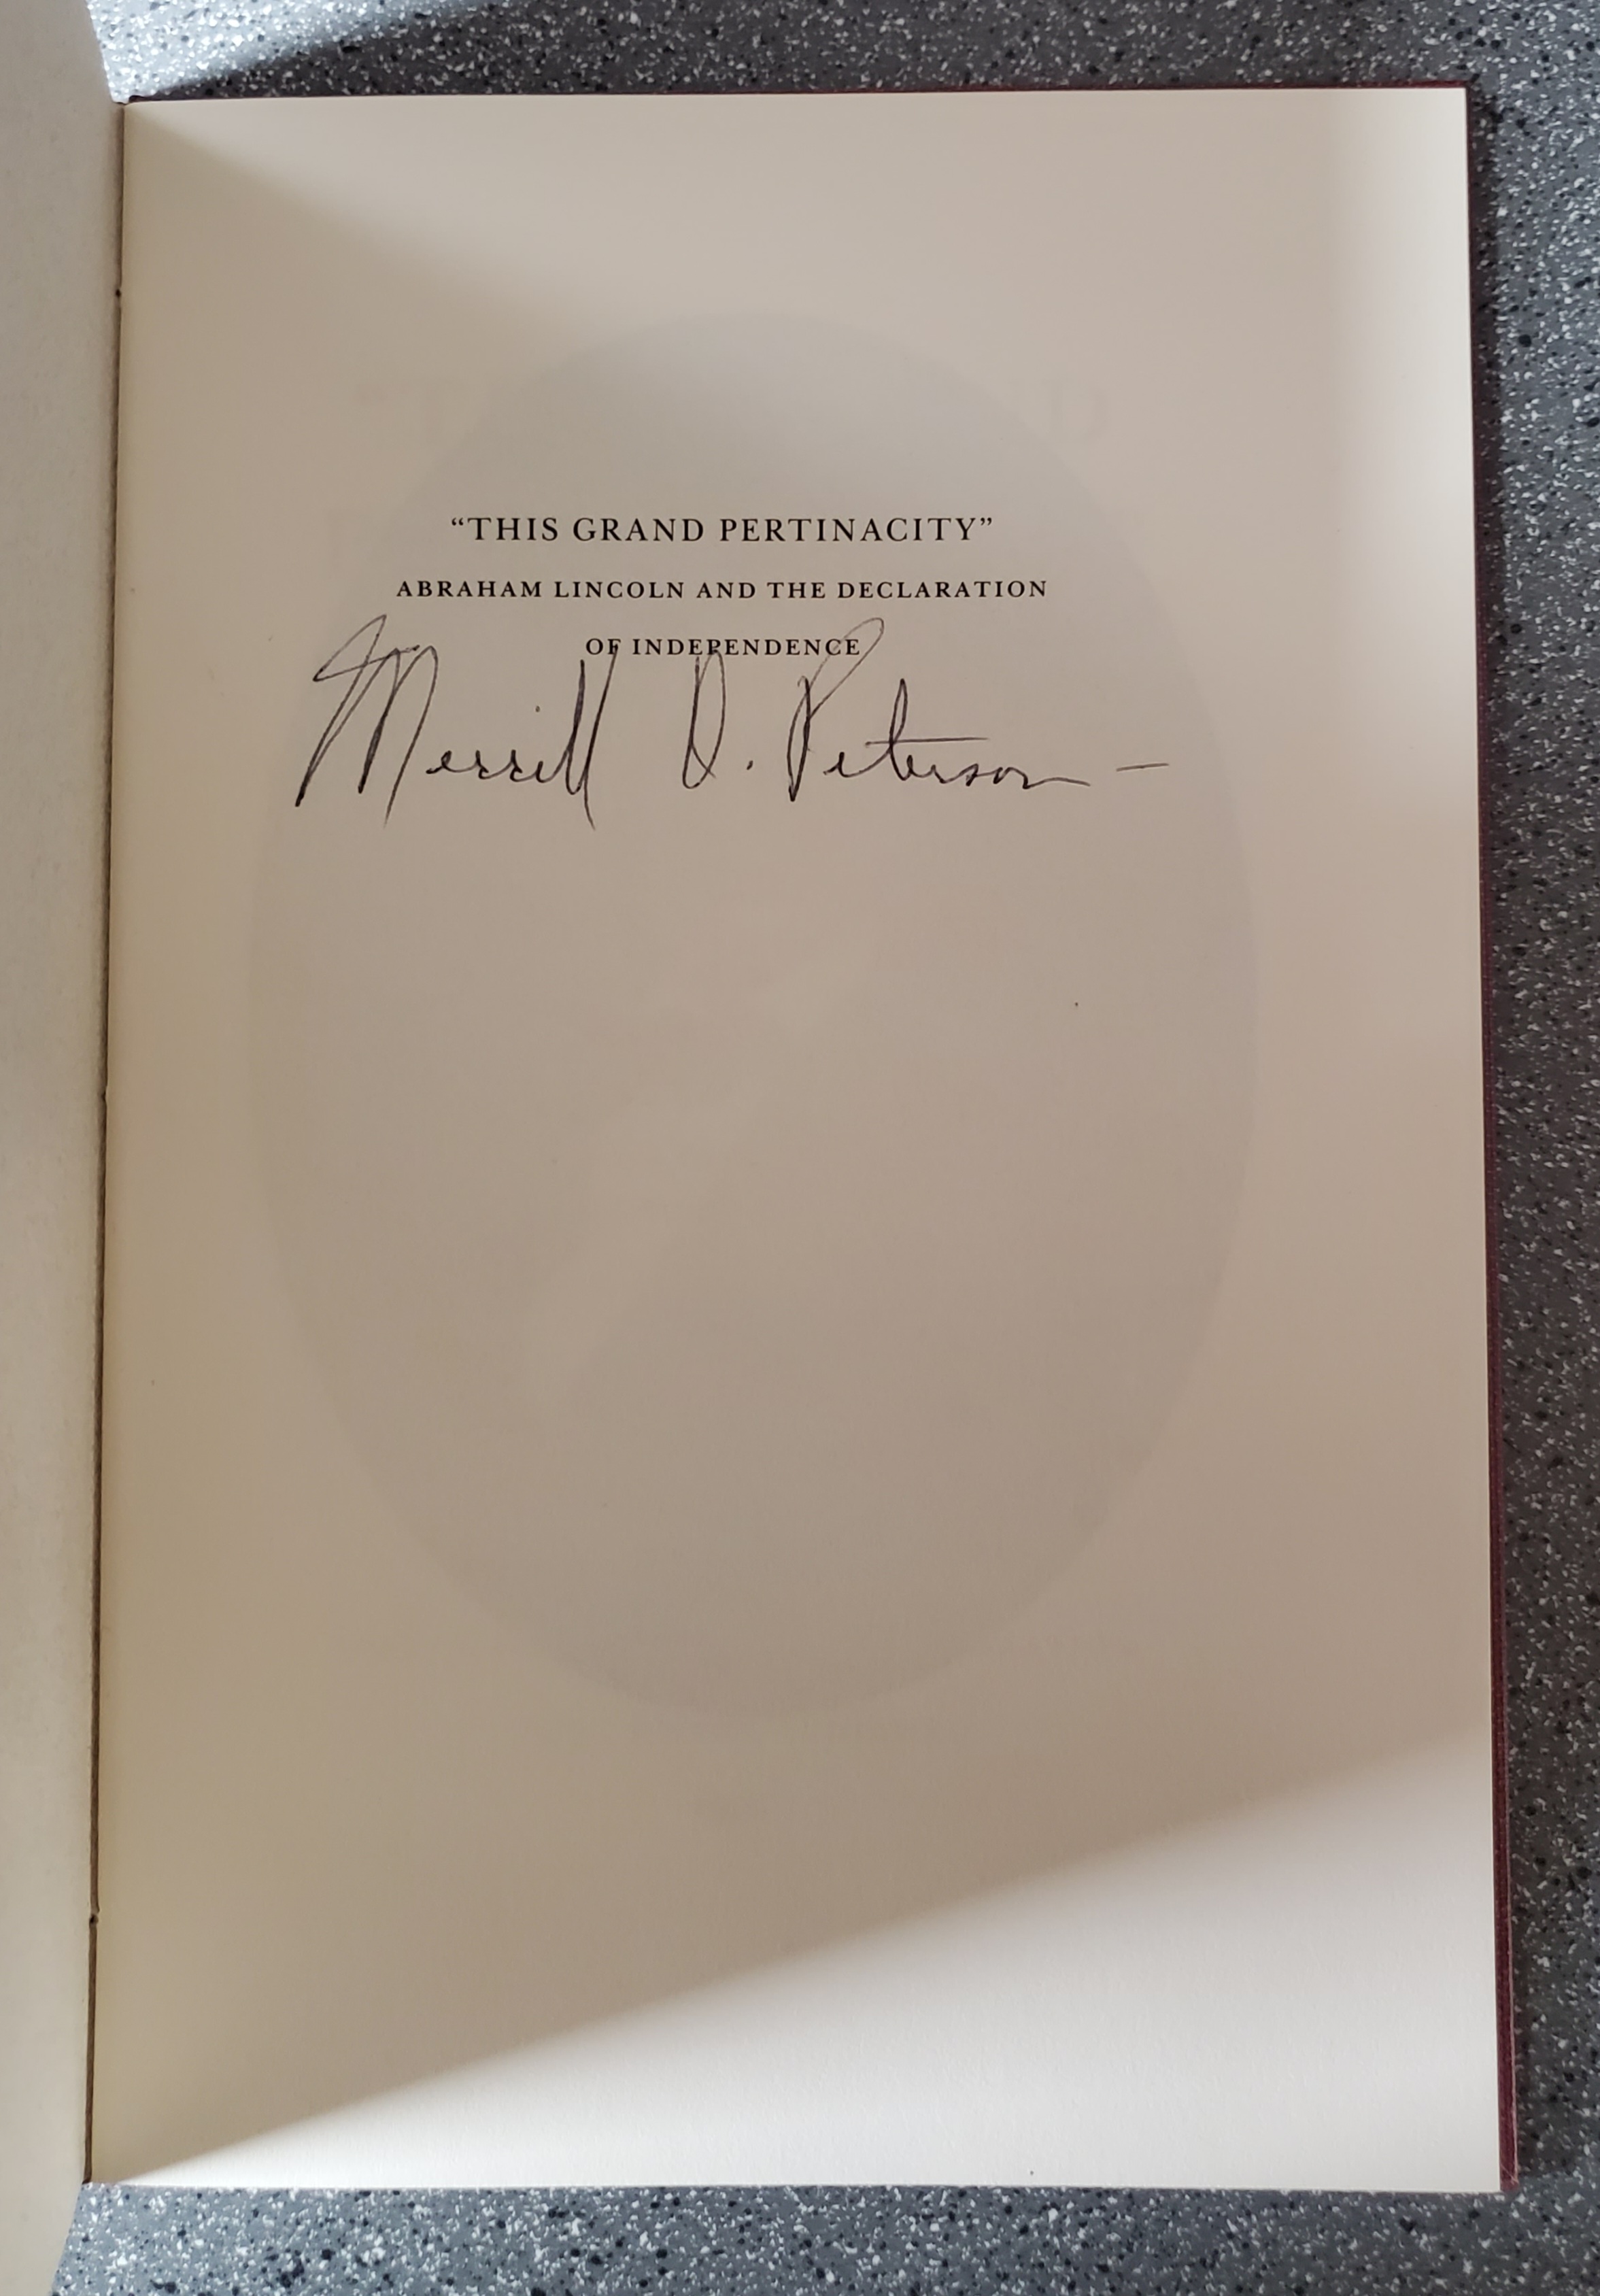 “THIS GRAND PERTINACITY”
ABRAHAM LINCOLN AND THE DECLARATION
OF INDEPENDENCE
Merrill D. Peterson —